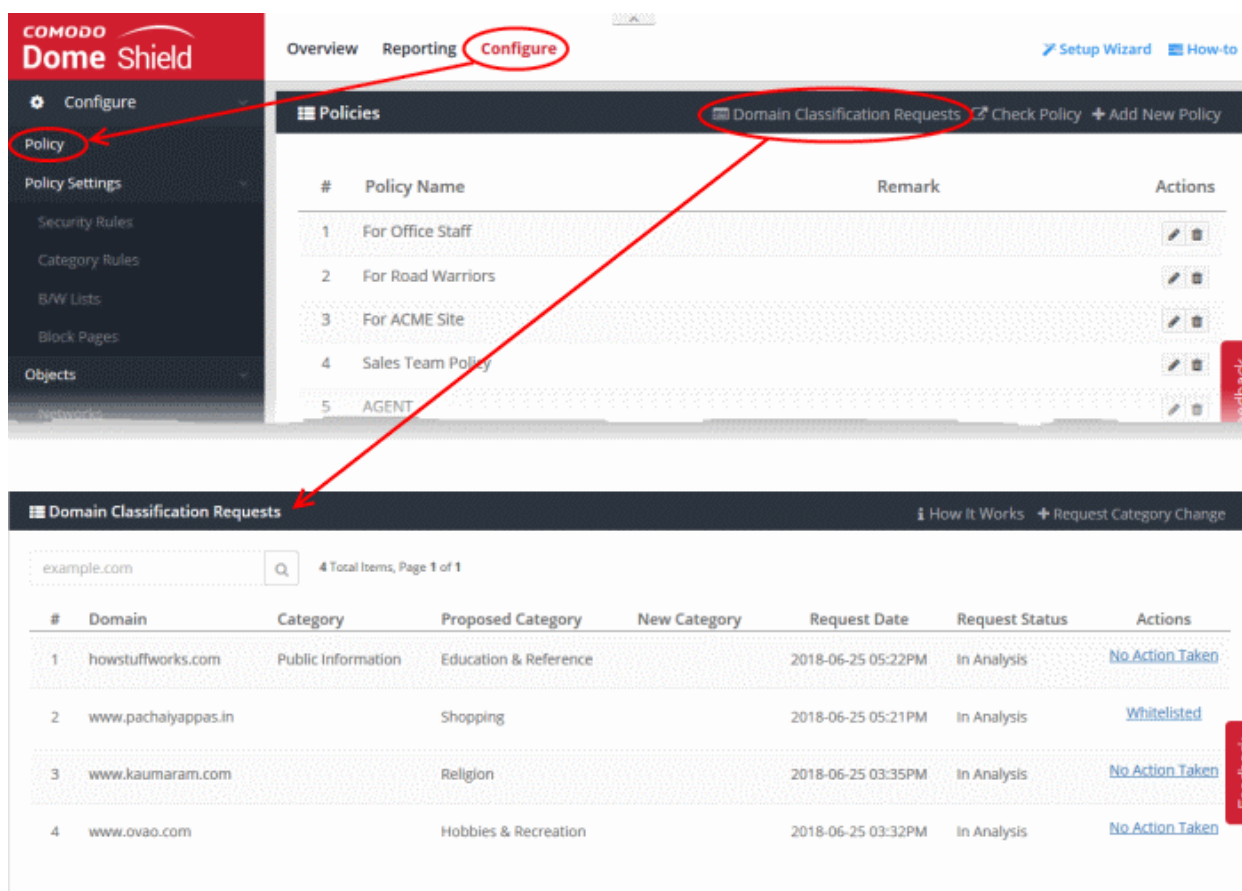 COMODO
Dome Shield
Overview Reporting Configure
Setup Wizard How-to
Configure
Policy
Policy Settings
Security Rules
Category Rules
B/W Lists
Block Pages
Objects
Networks
Policies
Domain Classification Requests Check Policy Add New Policy
# Policy Name Remark Actions
1 For Office Staff
2 For Road Warriors
3 For ACME Site
4 Sales Team Policy
5 AGENT
Domain Classification Requests
How It Works Request Category Change
example.com
4 Total Items, Page 1 of 1
# Domain Category Proposed Category New Category Request Date Request Status Actions
1 howstuffworks.com Public Information Education & Reference 2018-06-25 05:22PM In Analysis No Action Taken
2 www.pachaiyappas.in Shopping 2018-06-25 05:21PM In Analysis Whitelisted
3 www.kaumaram.com Religion 2018-06-25 03:35PM In Analysis No Action Taken
4 www.ovao.com Hobbies & Recreation 2018-06-25 03:32PM In Analysis No Action Taken